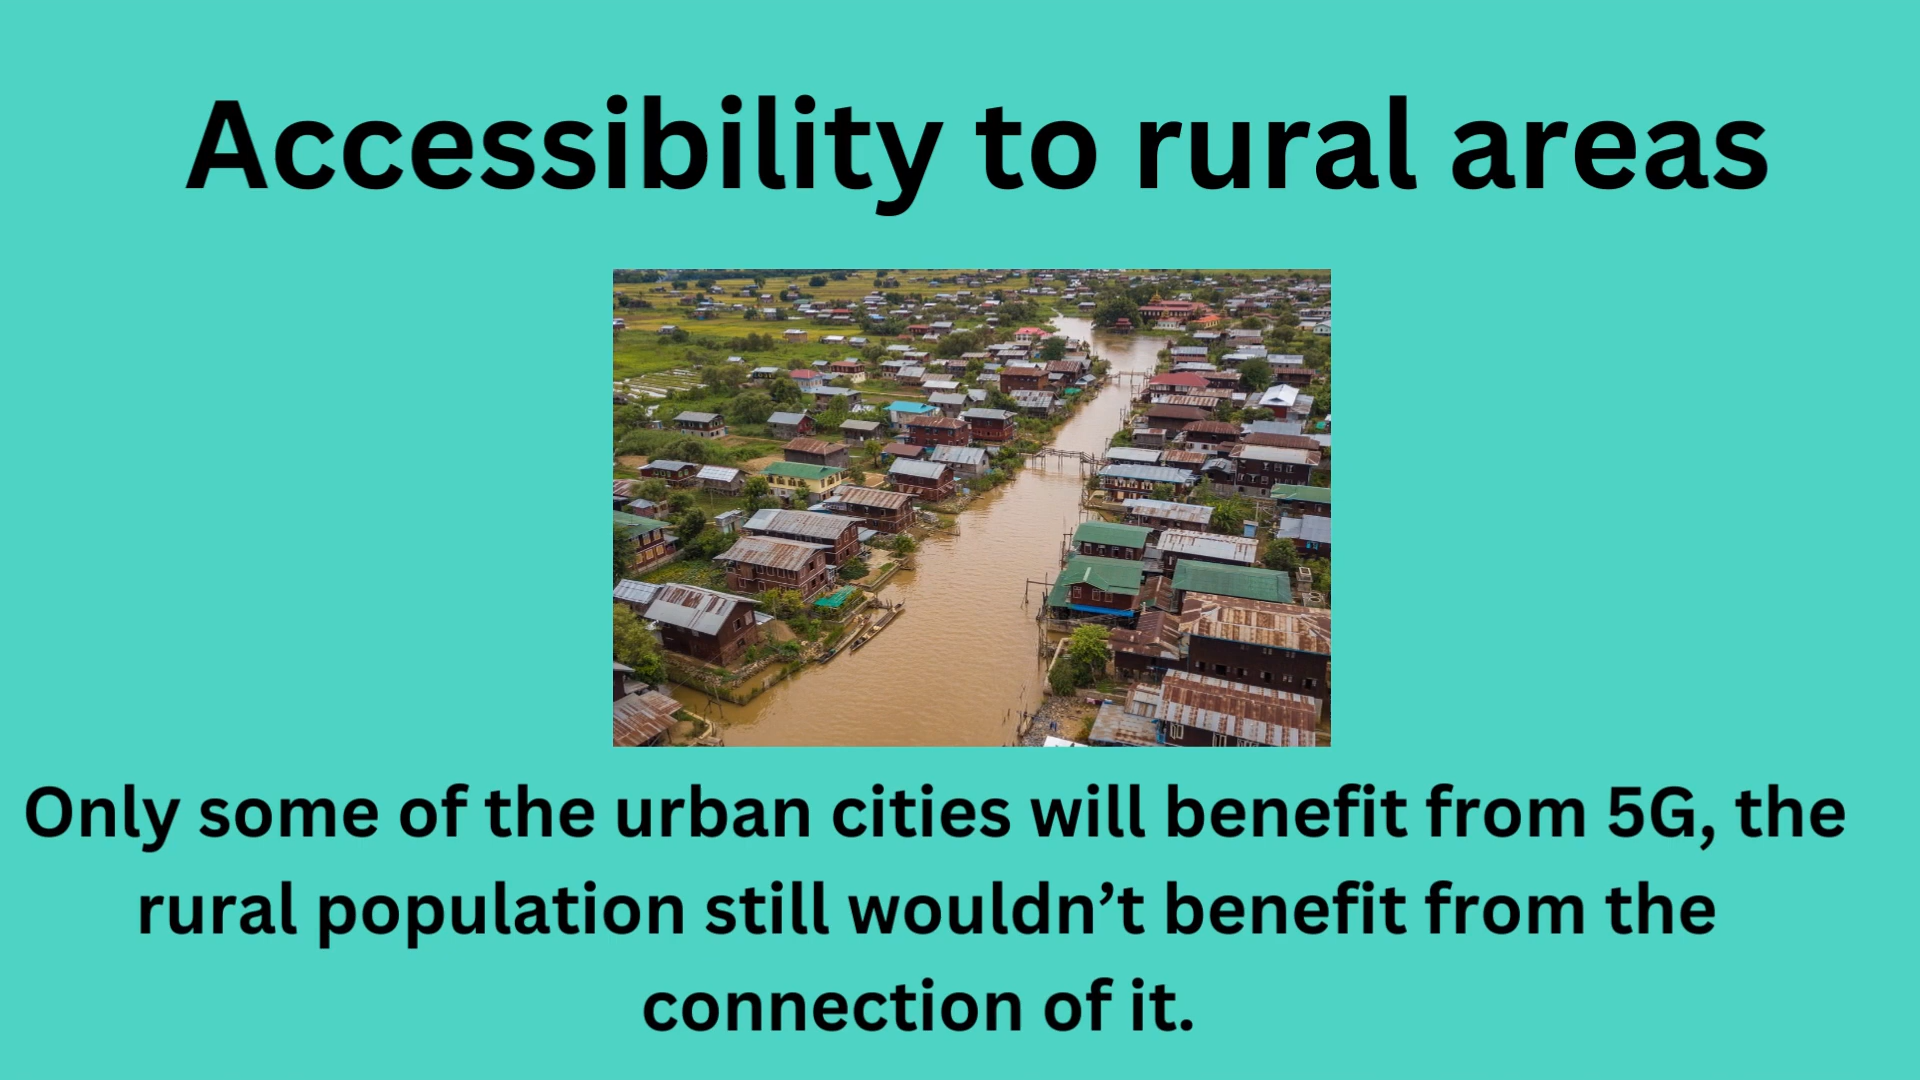 Accessibility to rural areas
Only some of the urban cities will benefit from 5G, the
rural population still wouldn’t benefit from the
connection of it.